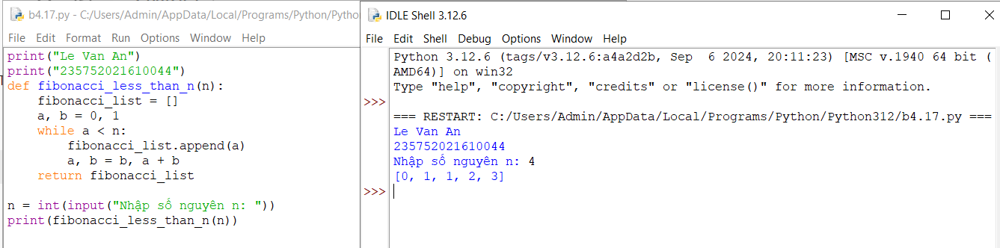 b4.17.py - C:/Users/Admin/AppData/Local/Programs/Python/Python
File Edit Format Run Options Window Help
print("Le Van An")
print("235752021610044")
def fibonacci_less_than_n(n):
    fibonacci_list = []
    a, b = 0, 1
    while a < n:
        fibonacci_list.append(a)
        a, b = b, a + b
    return fibonacci_list
n = int(input("Nhập số nguyên n: "))
print(fibonacci_less_than_n(n))
IDLE Shell 3.12.6
File Edit Shell Debug Options Window Help
Python 3.12.6 (tags/v3.12.6:a4a2d2b, Sep  6 2024, 20:11:23) [MSC v.1940 64 bit (
AMD64)] on win32
Type "help", "copyright", "credits" or "license()" for more information.
>>>
=== RESTART: C:/Users/Admin/AppData/Local/Programs/Python/Python312/b4.17.py ===
Le Van An
235752021610044
Nhập số nguyên n: 4
[0, 1, 1, 2, 3]
>>>